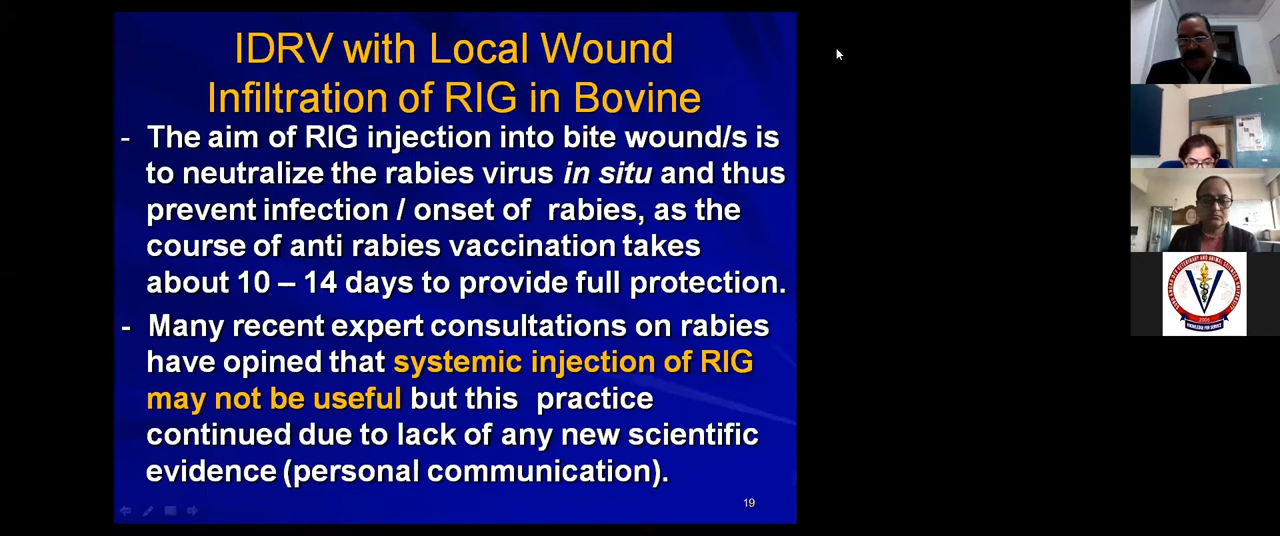 IDRV with Local Wound
Infiltration of RIG in Bovine
- The aim of RIG injection into bite wound/s is
to neutralize the rabies virus in situ and thus
prevent infection / onset of rabies, as the
course of anti rabies vaccination takes
about 10 – 14 days to provide full protection.
- Many recent expert consultations on rabies
have opined that systemic injection of RIG
may not be useful but this practice
continued due to lack of any new scientific
evidence (personal communication).
19